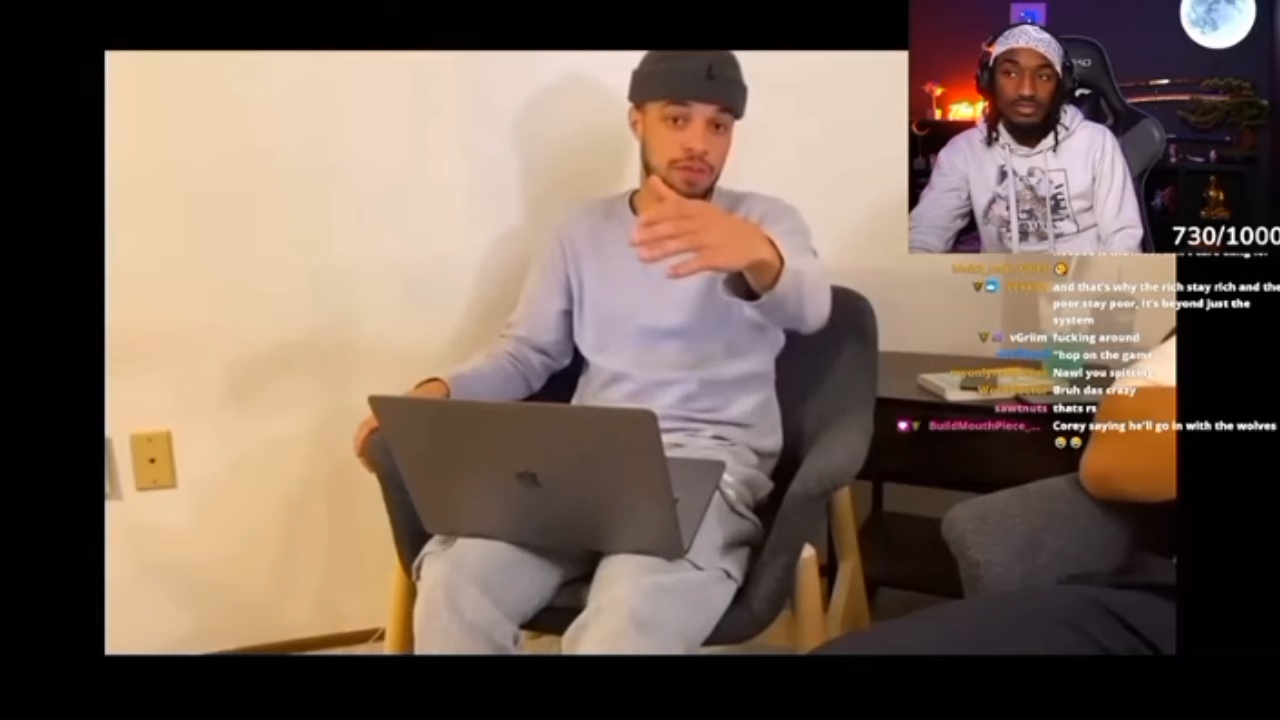 730/1000
and that's why the rich stay rich and the
poor stay poor, it's beyond just the
system
vGriim fucking around
"hop on the game"
Nawl you spitting
Bruh das crazy
sawtnuts thats rs
BuildMouthPiece_... Corey saying he'll go in with the wolves
😂😂